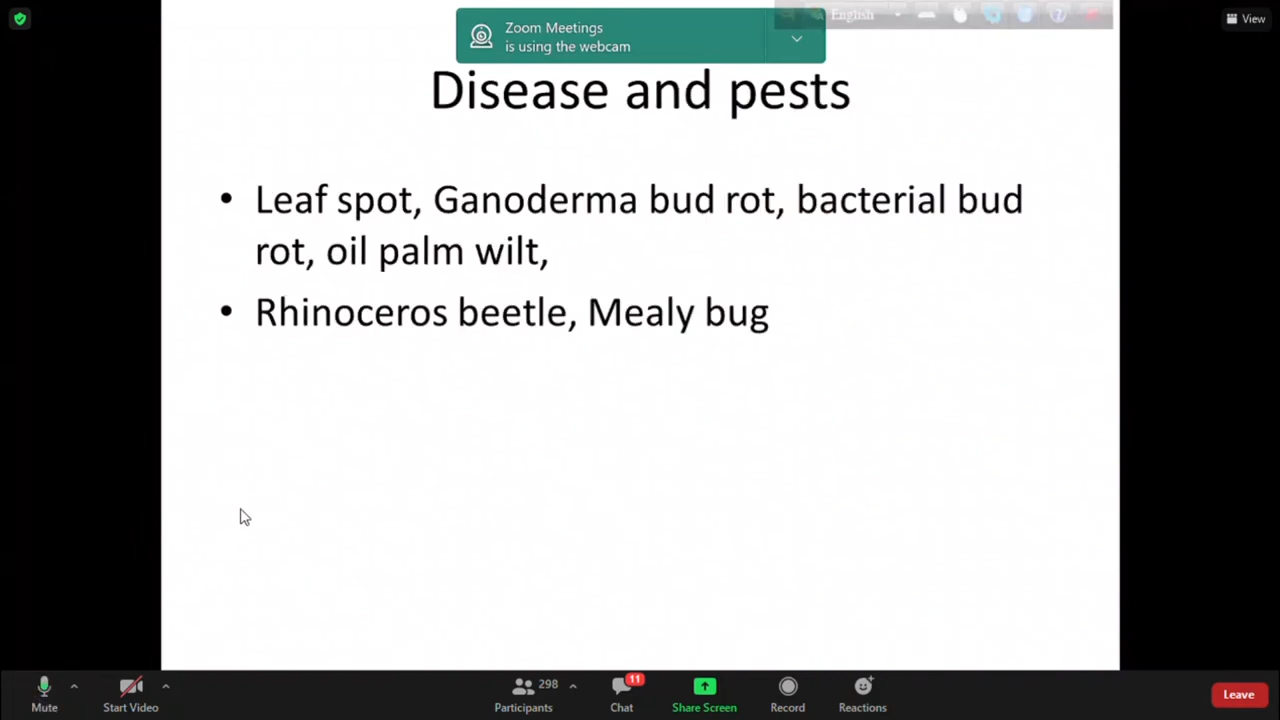 Zoom Meetings
is using the webcam
English
View
Disease and pests
• Leaf spot, Ganoderma bud rot, bacterial bud
rot, oil palm wilt,
• Rhinoceros beetle, Mealy bug
298
11
Mute
Start Video
Participants
Chat
Share Screen
Record
Reactions
Leave